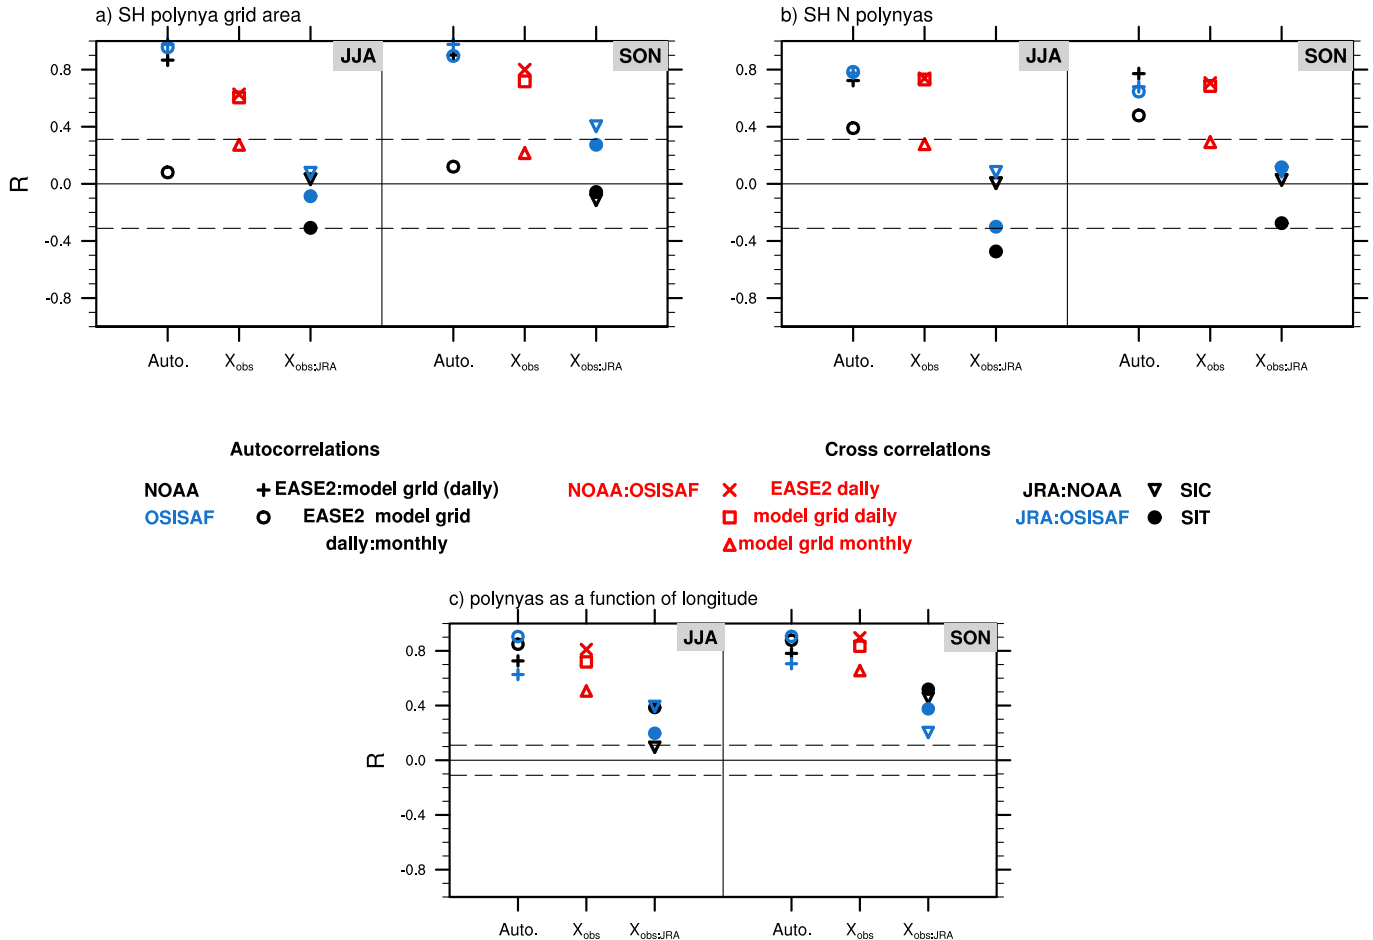 a) SH polynya grid area
JJA
SON
0.8
0.4
0.0
-0.4
-0.8
R
Auto.
Xobs
Xobs:JRA
Auto.
Xobs
Xobs:JRA
b) SH N polynyas
JJA
SON
0.8
0.4
0.0
-0.4
-0.8
Auto.
Xobs
Xobs:JRA
Auto.
Xobs
Xobs:JRA
Autocorrelations
NOAA
OSISAF
EASE2:model grid (daily)
EASE2 model grid
daily:monthly
Cross correlations
NOAA:OSISAF
EASE2 daily
model grid daily
model grid monthly
JRA:NOAA
SIC
JRA:OSISAF
SIT
c) polynyas as a function of longitude
JJA
SON
0.8
0.4
0.0
-0.4
-0.8
R
Auto.
Xobs
Xobs:JRA
Auto.
Xobs
Xobs:JRA